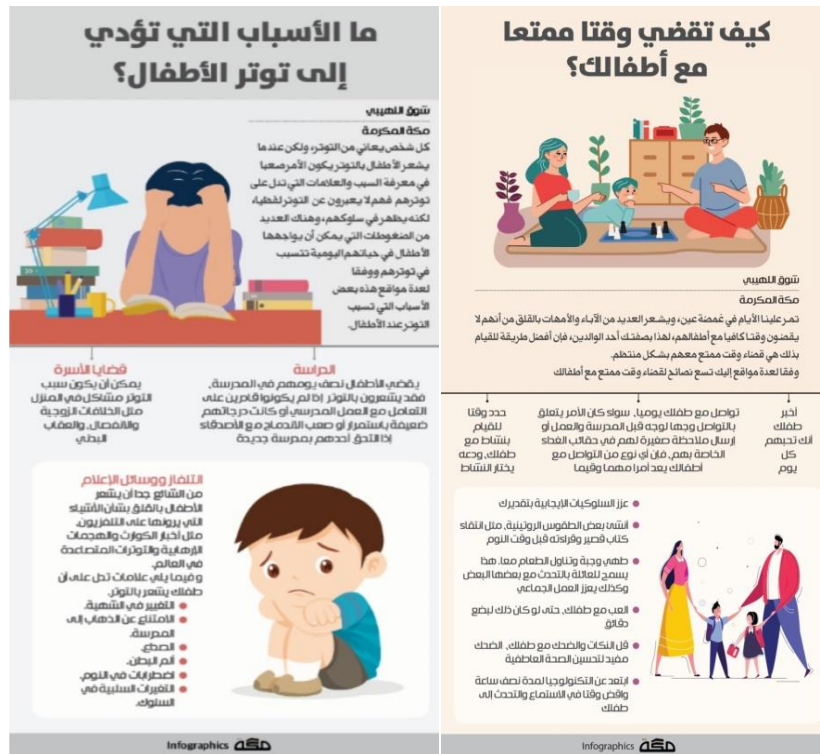 كيف تقضي وقتا ممتعا
مع أطفالك؟
شوق اللهيبي
مكة المكرمة
تمر علينا الأيام في غمضة عين، ويشعر العديد من الآباء والأمهات بالقلق من أنهم لا
يقضون وقتا كافيا مع أطفالهم، لهذا بصفتك أحد الوالدين، فإن أفضل طريقة للقيام
بذلك هي قضاء وقت ممتع معهم بشكل منتظم.
وفقا لعدة مواقع إليك تسع نصائح لقضاء وقت ممتع مع أطفالك
أخبر
طفلك
أنك تحبهم
كل
يوم
تواصل مع طفلك يوميا، سواء كان الأمر يتعلق
بالتواصل وجها لوجه قبل المدرسة والعمل أو
إرسال ملاحظة صغيرة لهم في حقائب الغداء
الخاصة بهم، فإن أي نوع من التواصل مع
أطفالك يعد أمرا مهما وقيما
حدد وقتا
للقيام
بنشاط مع
طفلك، ودعه
يختار النشاط
عزز السلوكيات الإيجابية بتقديرك
أنشئ بعض الطقوس الروتينية، مثل انتقاء
كتاب قصير وقراءته قبل وقت النوم
طهي وجبة وتناول الطعام معا، هذا
يسمح للعائلة بالتحدث مع بعضها البعض
وكذلك يعزز العمل الجماعي
العب مع طفلك، حتى لو كان ذلك لبضع
دقائق
قل النكات والضحك مع طفلك، الضحك
مفيد لتحسين الصحة العاطفية
ابتعد عن التكنولوجيا لمدة نصف ساعة
واقض وقتا في الاستماع والتحدث إلى
طفلك
Infographics مكة
ما الأسباب التي تؤدي
إلى توتر الأطفال؟
شوق اللهيبي
مكة المكرمة
كل شخص يعاني من التوتر، ولكن عندما
يشعر الأطفال بالتوتر يكون الأمر صعبا
في معرفة السبب والعلامات التي تدل على
توترهم فهم لا يعبرون عن التوتر لفظيا،
لكنه يظهر في سلوكهم، وهناك العديد
من الضغوطات التي يمكن أن يواجهها
الأطفال في حياتهم اليومية تتسبب
في توترهم ووفقا
لعدة مواقع هذه بعض
الأسباب التي تسبب
التوتر عند الأطفال.
الدراسة
يقضي الأطفال نصف يومهم في المدرسة،
فقد يشعرون بالتوتر إذا لم يكونوا قادرين على
التعامل مع العمل المدرسي أو كانت درجاتهم
ضعيفة باستمرار أو صعب الاندماج مع الأصدقاء
إذا التحق أحدهم بمدرسة جديدة
قضايا الأسرة
يمكن أن يكون سبب
التوتر مشاكل في المنزل
مثل الخلافات الزوجية
والانفصال، والعقاب
البدني
التلفاز ووسائل الإعلام
من الشائع جدا أن يشعر
الأطفال بالقلق بشأن الأشياء
التي يرونها على التلفزيون،
مثل أخبار الكوارث والهجمات
الإرهابية والتوترات المتصاعدة
في العالم.
وفيما يلي علامات تدل على أن
طفلك يشعر بالتوتر.
التغيير في الشهية.
الامتناع عن الذهاب إلى
المدرسة.
الصداع.
ألم البطن.
اضطرابات في النوم.
التغيرات السلبية في
السلوك.
Infographics مكة